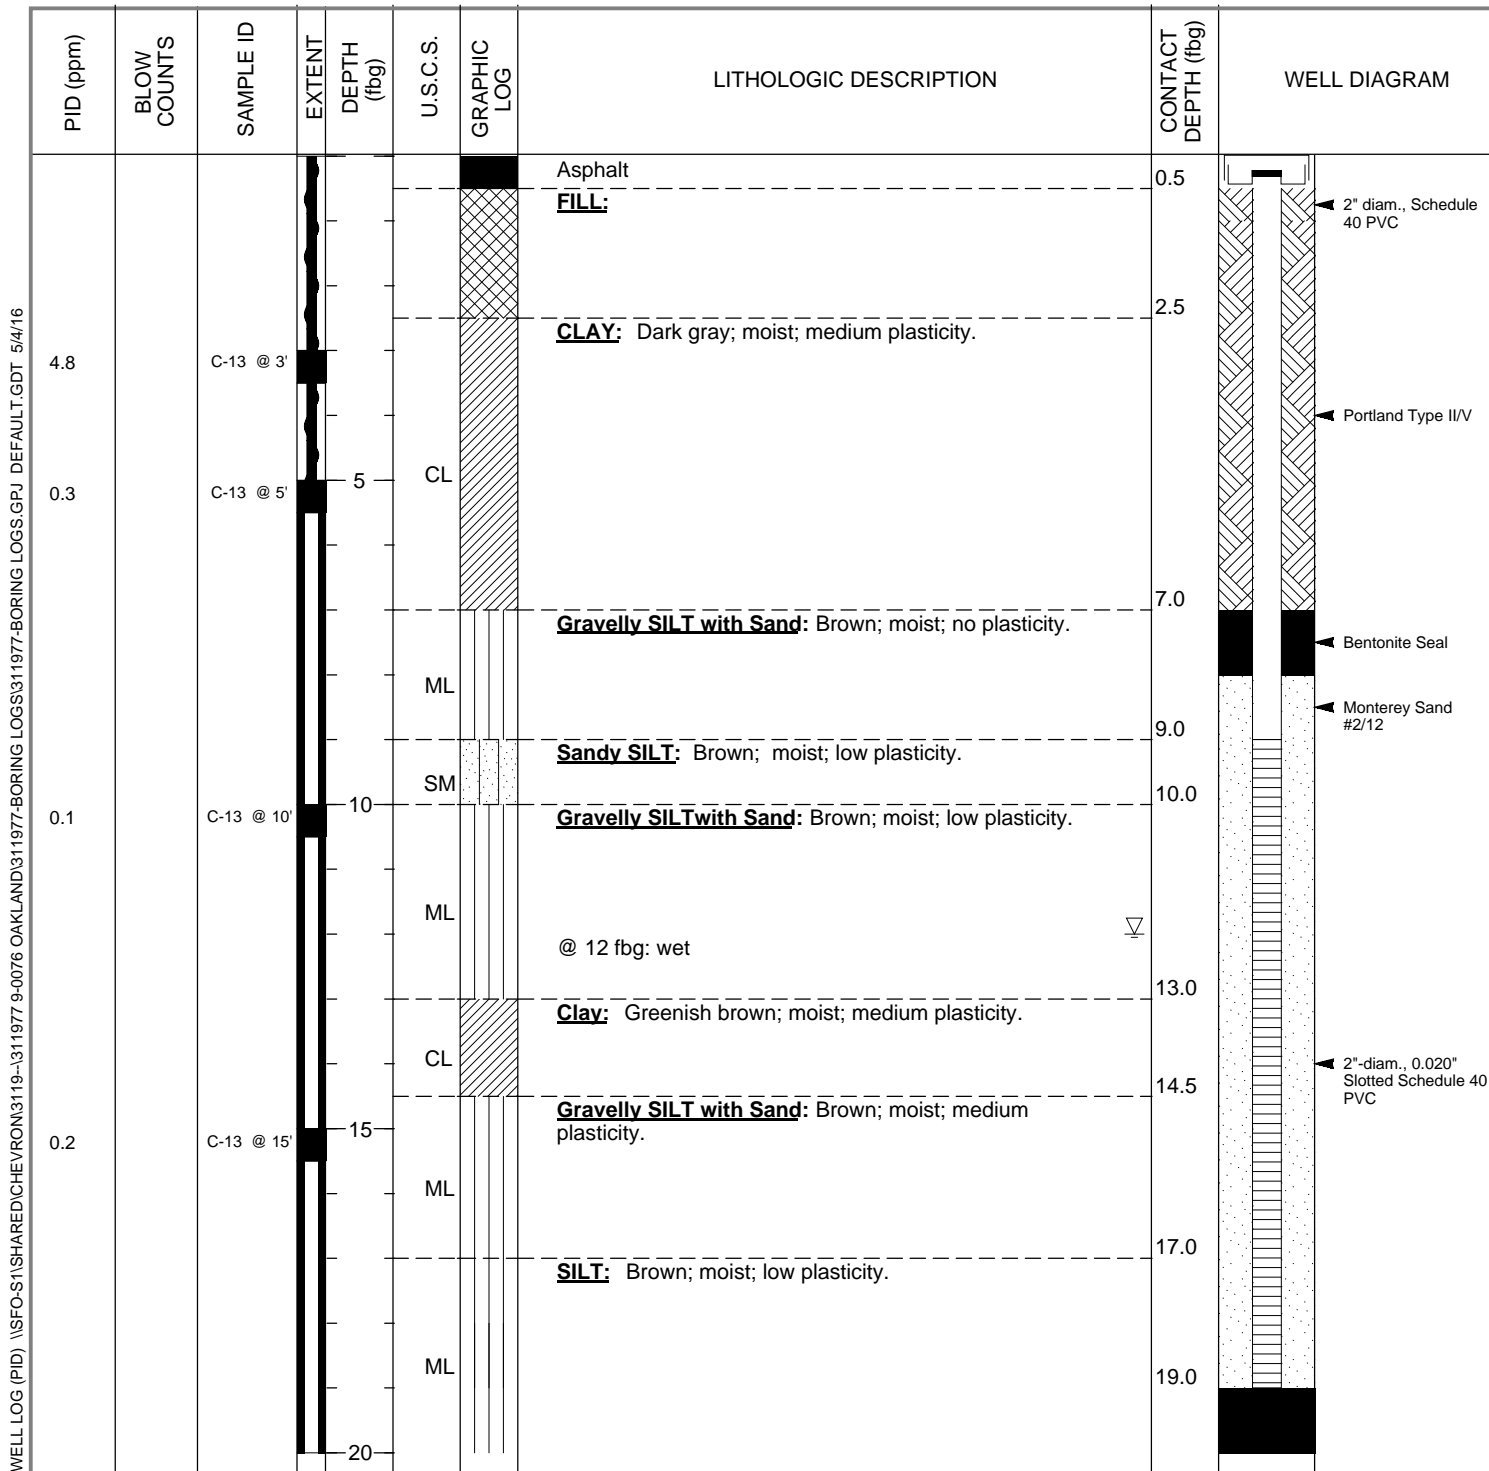 PID (ppm)
BLOW
COUNTS
SAMPLE ID
EXTENT
DEPTH
(fbg)
U.S.C.S.
GRAPHIC
LOG
LITHOLOGIC DESCRIPTION
CONTACT
DEPTH (fbg)
WELL DIAGRAM
Asphalt
0.5
FILL:
2" diam., Schedule
40 PVC
2.5
CLAY: Dark gray; moist; medium plasticity.
4.8
C-13 @ 3'
Portland Type II/V
CL
5
0.3
C-13 @ 5'
7.0
Gravelly SILT with Sand: Brown; moist; no plasticity.
Bentonite Seal
ML
Monterey Sand
#2/12
9.0
Sandy SILT: Brown; moist; low plasticity.
SM
10.0
10
0.1
C-13 @ 10'
Gravelly SILTwith Sand: Brown; moist; low plasticity.
ML
@ 12 fbg: wet
13.0
Clay: Greenish brown; moist; medium plasticity.
CL
2"-diam., 0.020"
Slotted Schedule 40
PVC
14.5
Gravelly SILT with Sand: Brown; moist; medium
plasticity.
15
0.2
C-13 @ 15'
ML
17.0
SILT: Brown; moist; low plasticity.
ML
19.0
20
WELL LOG (PID) \\SFO-S1\SHARED\CHEVRON\3119--\311977 9-0076 OAKLAND\311977-BORING LOGS\311977-BORING LOGS.GPJ DEFAULT.GDT 5/4/16